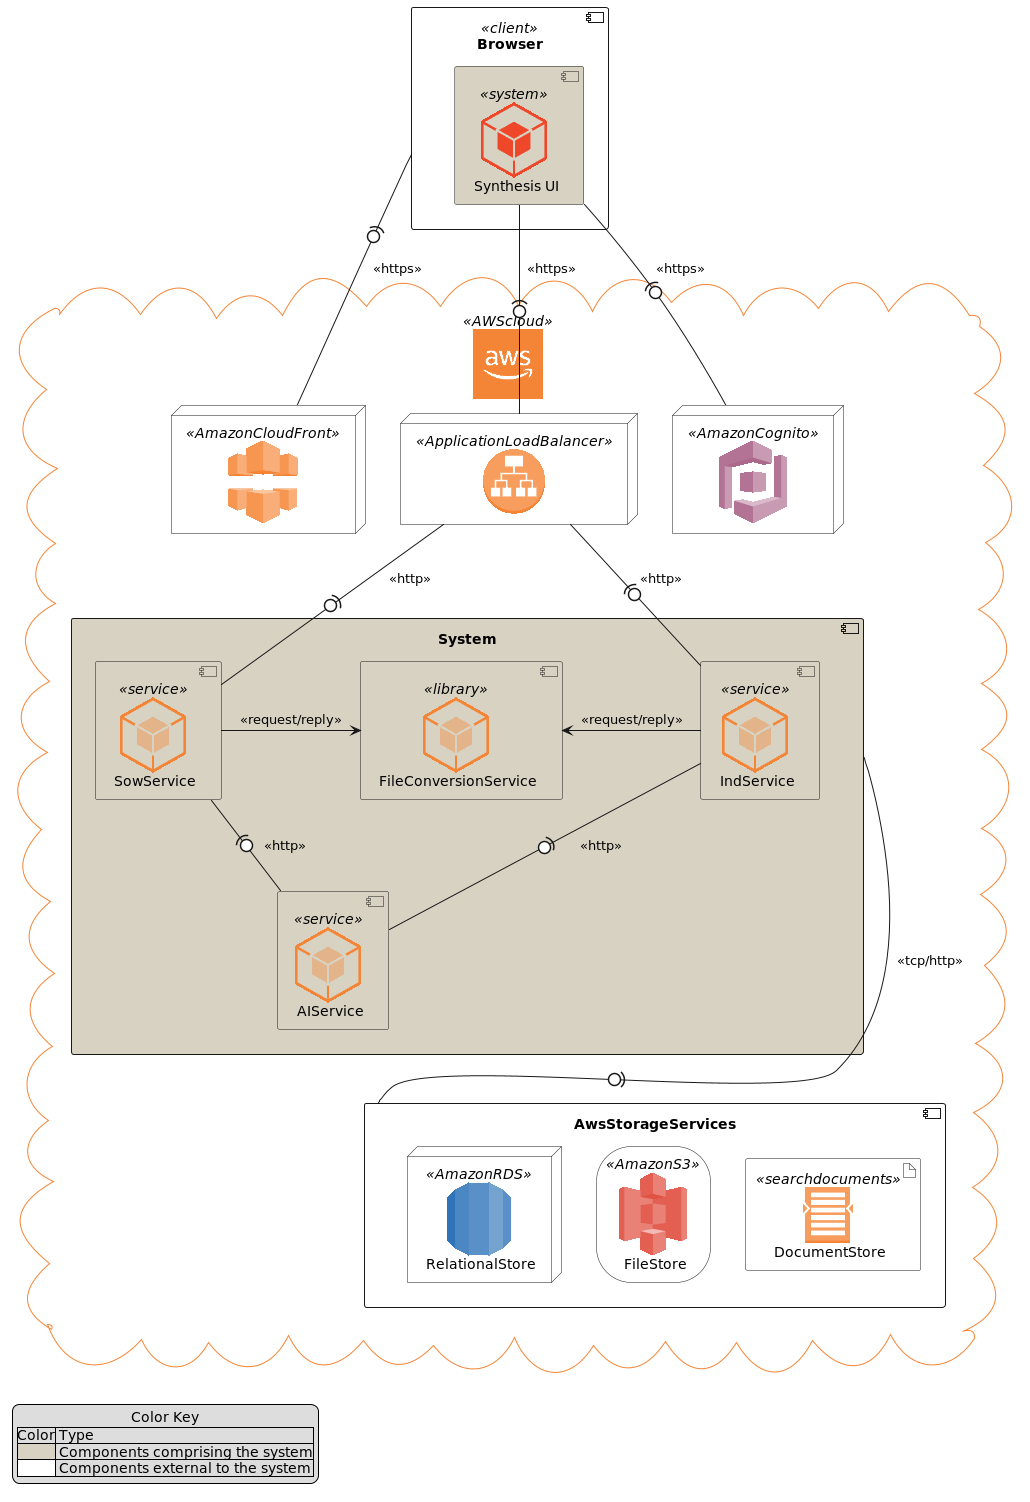 «client»
Browser
«system»
Synthesis UI
«https»
«https»
«https»
«AWScloud»
aws
«AmazonCloudFront»
«ApplicationLoadBalancer»
«AmazonCognito»
«http»
«http»
System
«service»
SowService
«request/reply»
«library»
FileConversionService
«request/reply»
«service»
IndService
«http»
«http»
«service»
AIService
«tcp/http»
AwsStorageServices
«AmazonRDS»
RelationalStore
«AmazonS3»
FileStore
«searchdocuments»
DocumentStore
Color Key
Color Type
Components comprising the system
Components external to the system